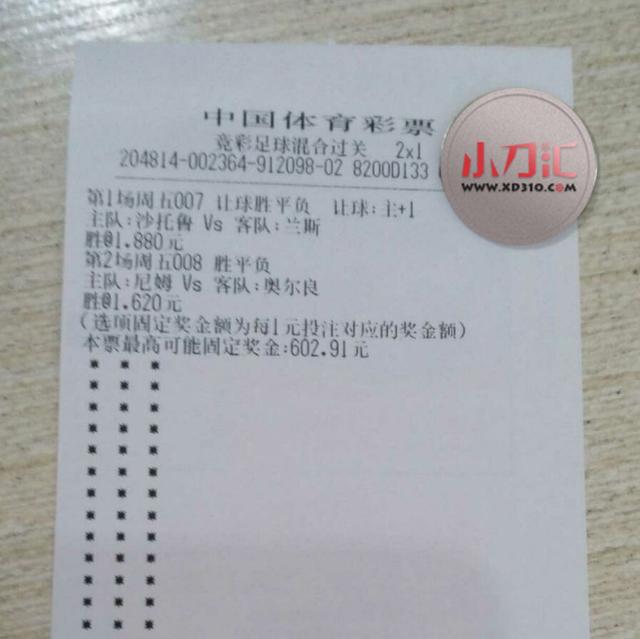 中国体育彩票
竞彩足球混合过关 2x1
204814-002364-912098-02 8200D133
小刀汇
WWW.XD310.COM
第1场周五007 让球胜平负 让球:主+1
主队:沙托鲁 Vs 客队:兰斯
胜@1.880元
第2场周五008 胜平负
主队:尼姆 Vs 客队:奥尔良
胜@1.620元
(选项固定奖金额为每1元投注对应的奖金额)
本票最高可能固定奖金:602.91元